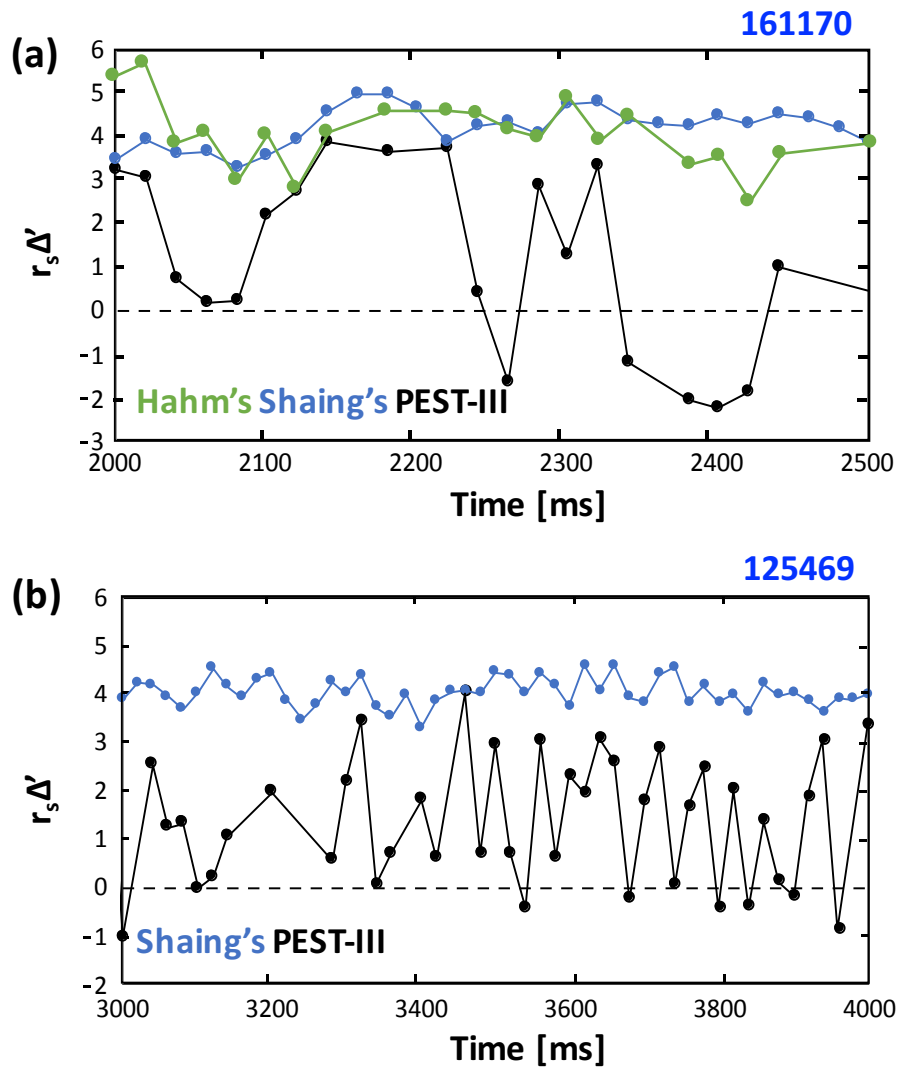 161170
(a)
6
5
4
3
2
1
0
−1
−2
−3
rsΔ′
Hahm's Shaing's PEST-III
2000 2100 2200 2300 2400 2500
Time [ms]
125469
(b)
6
5
4
3
2
1
0
−1
−2
rsΔ′
Shaing's PEST-III
3000 3200 3400 3600 3800 4000
Time [ms]